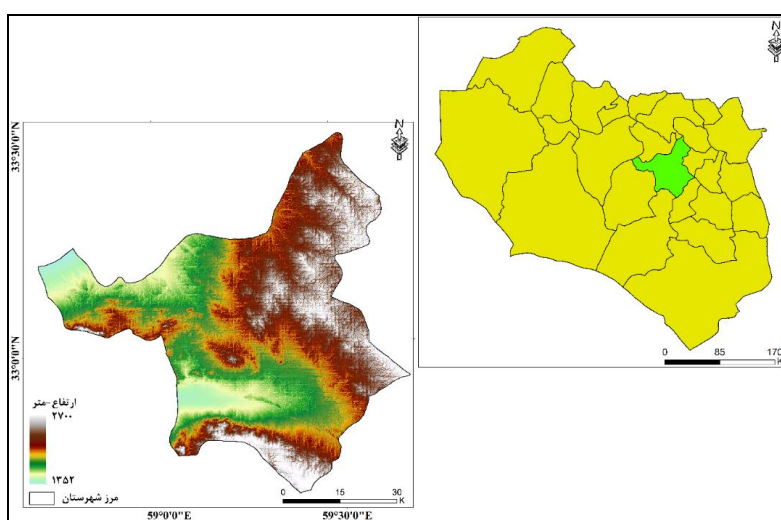 N
33°30'0"N
33°0'0"N
ارتفاع-متر
۲۷۰۰
۱۳۵۲
مرز شهرستان
0 15 30
K
59°0'0"E 59°30'0"E
N
0 85 170
K